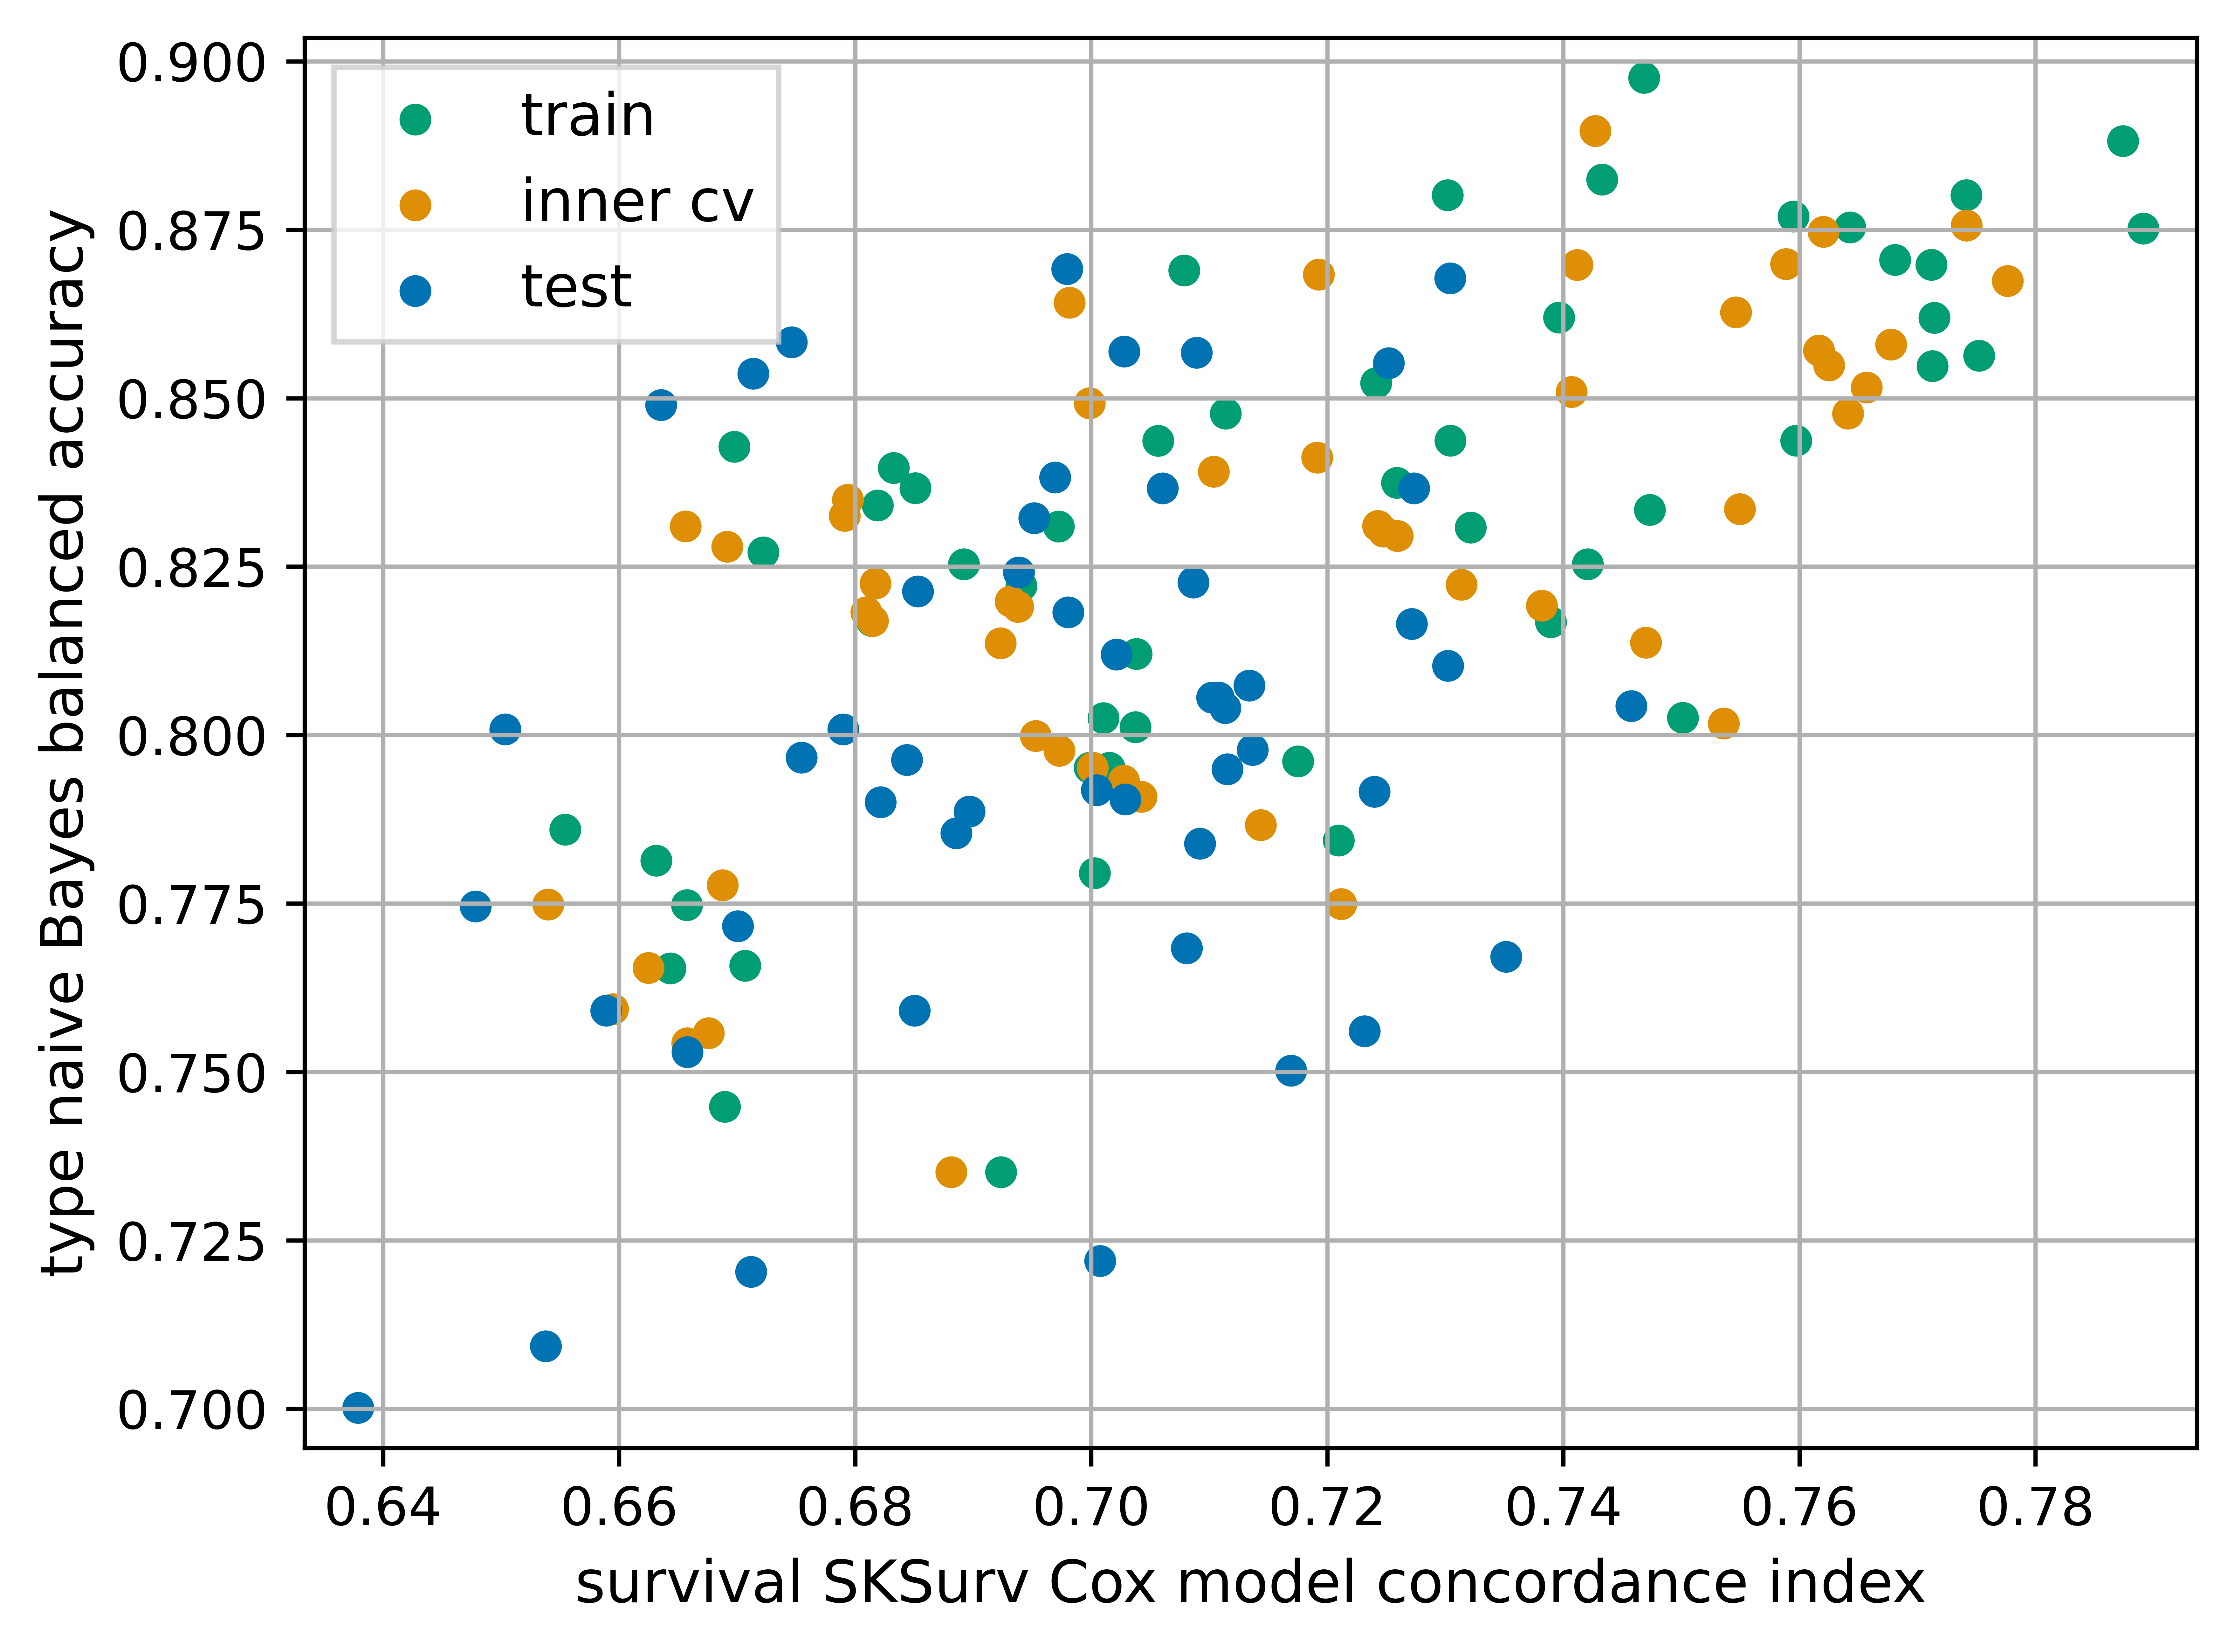 train
inner cv
test
type naive Bayes balanced accuracy
0.900
0.875
0.850
0.825
0.800
0.775
0.750
0.725
0.700
0.64 0.66 0.68 0.70 0.72 0.74 0.76 0.78
survival SKSurv Cox model concordance index